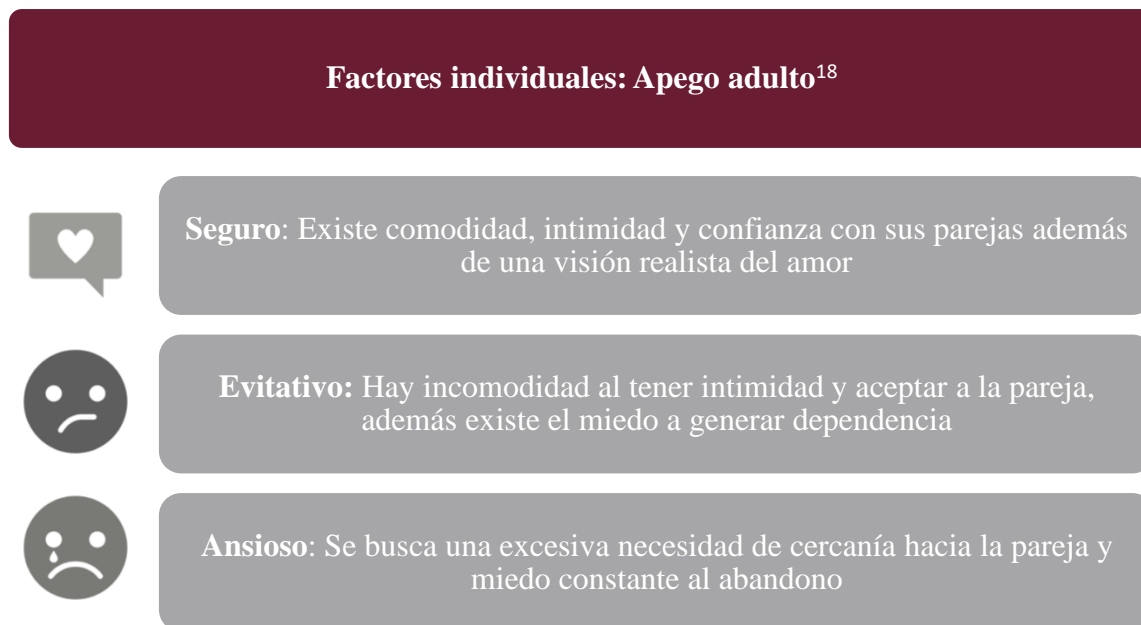 Factores individuales: Apego adulto18
Seguro: Existe comodidad, intimidad y confianza con sus parejas además
de una visión realista del amor
Evitativo: Hay incomodidad al tener intimidad y aceptar a la pareja,
además existe el miedo a generar dependencia
Ansioso: Se busca una excesiva necesidad de cercanía hacia la pareja y
miedo constante al abandono